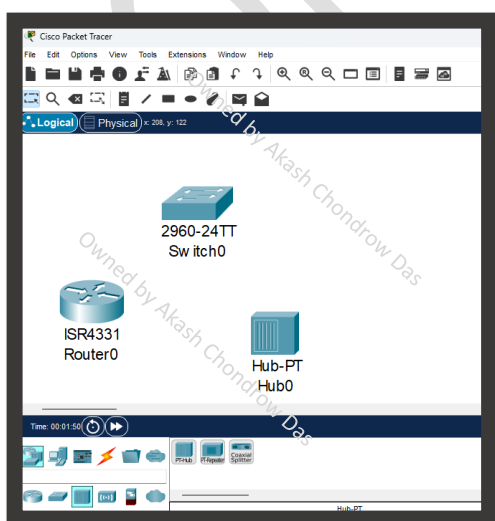 Cisco Packet Tracer
File Edit Options View Tools Extensions Window Help
Logical Physical x: 208, y: 122
Owned by Akash Chondrow Das
2960-24TT
Switch0
Owned by Akash Chondrow Das
ISR4331
Router0
Hub-PT
Hub0
Time: 00:01:50
PT-Hub PT-Repeater Coaxial
Splitter
Hub-PT